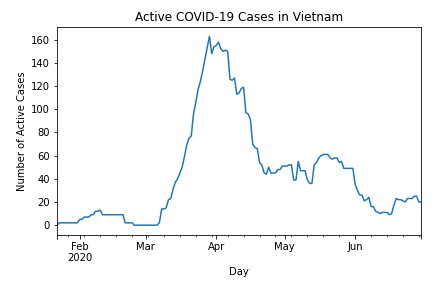 Active COVID-19 Cases in Vietnam
Number of Active Cases
160
140
120
100
80
60
40
20
0
Feb Mar Apr May Jun
2020
Day